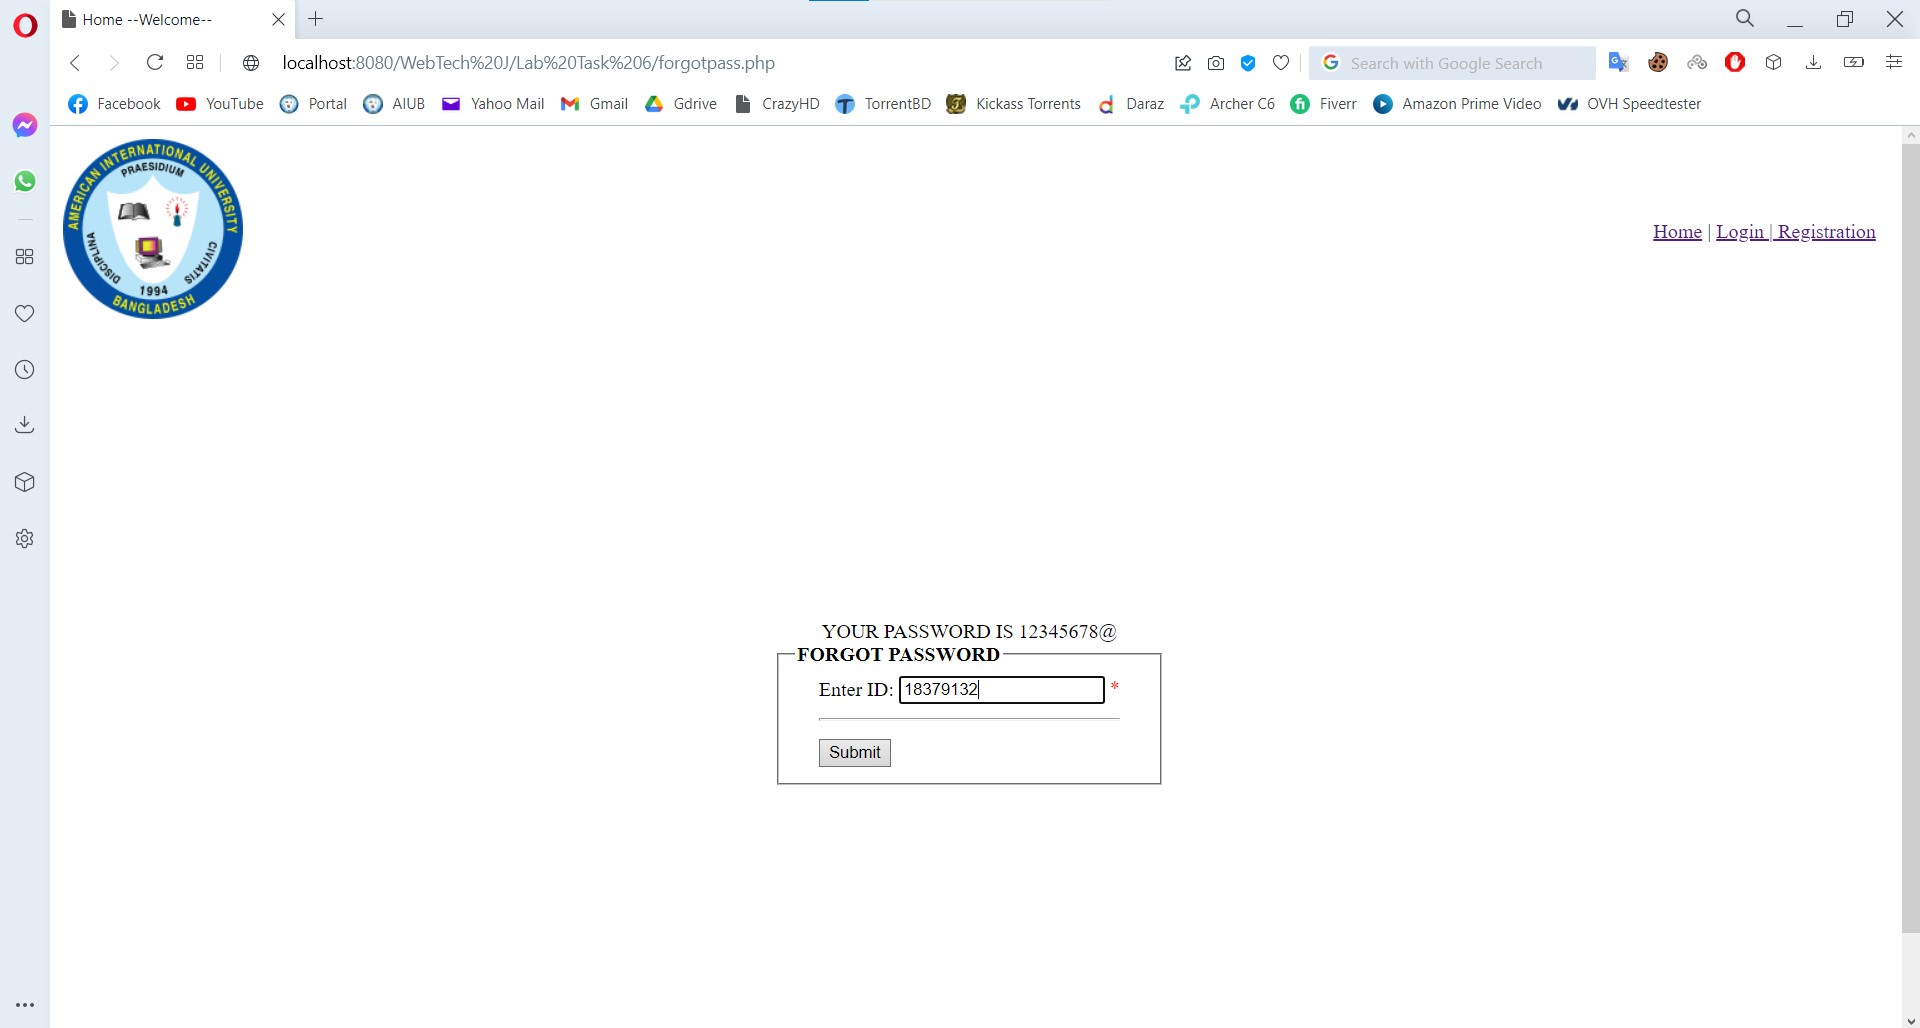 Home --Welcome--
localhost:8080/WebTech%20J/Lab%20Task%206/forgotpass.php
Search with Google Search
Facebook YouTube Portal AIUB Yahoo Mail Gmail Gdrive CrazyHD TorrentBD Kickass Torrents Daraz Archer C6 Fiverr Amazon Prime Video OVH Speedtester
AMERICAN INTERNATIONAL UNIVERSITY
PRAESIDIUM
DISCIPLINA
CIVITATIS
1994
BANGLADESH
Home | Login | Registration
YOUR PASSWORD IS 12345678@
FORGOT PASSWORD
Enter ID: 18379132 *
Submit